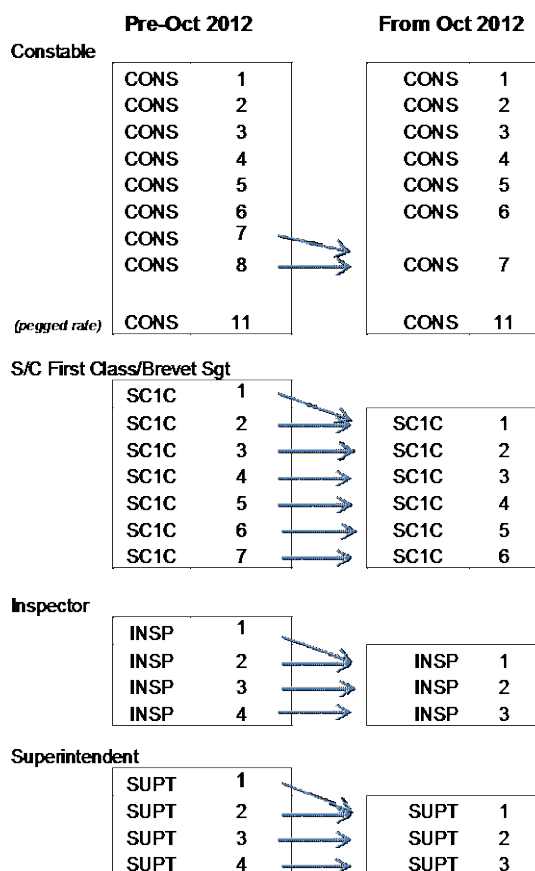 Pre-Oct 2012 From Oct 2012
Constable
CONS 1 CONS 1
CONS 2 CONS 2
CONS 3 CONS 3
CONS 4 CONS 4
CONS 5 CONS 5
CONS 6 CONS 6
CONS 7
CONS 8 CONS 7
(pegged rate) CONS 11 CONS 11
S/C First Class/Brevet Sgt
SC1C 1
SC1C 2 SC1C 1
SC1C 3 SC1C 2
SC1C 4 SC1C 3
SC1C 5 SC1C 4
SC1C 6 SC1C 5
SC1C 7 SC1C 6
Inspector
INSP 1
INSP 2 INSP 1
INSP 3 INSP 2
INSP 4 INSP 3
Superintendent
SUPT 1
SUPT 2 SUPT 1
SUPT 3 SUPT 2
SUPT 4 SUPT 3